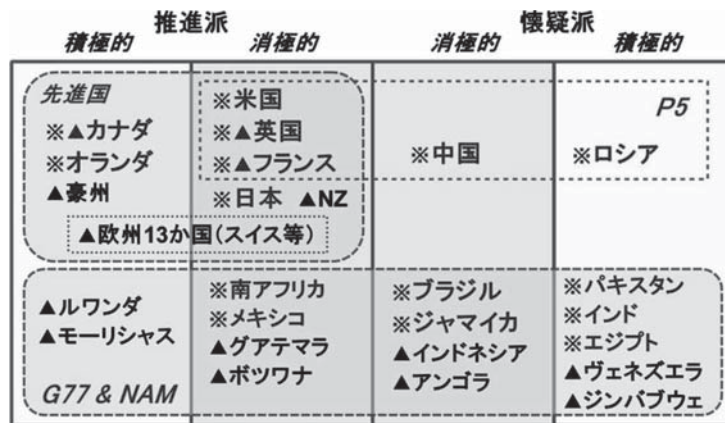 推進派 懐疑派
積極的 消極的 消極的 積極的
先進国
※▲カナダ
※オランダ
▲豪州
※米国
※▲英国
※▲フランス
※日本 ▲NZ
▲欧州13か国(スイス等)
※中国
P5
※ロシア
▲ルワンダ
▲モーリシャス
G77 & NAM
※南アフリカ
※メキシコ
▲グアテマラ
▲ボツワナ
※ブラジル
※ジャマイカ
▲インドネシア
▲アンゴラ
※パキスタン
※インド
※エジプト
▲ヴェネズエラ
▲ジンバブウェ